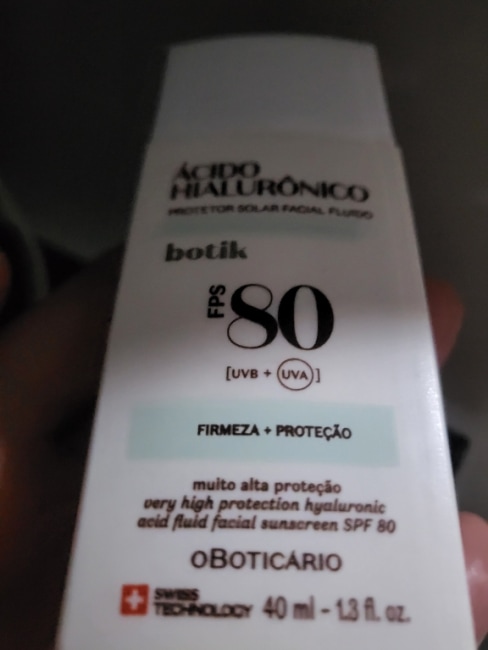 ÁCIDO
HIALURÔNICO
PROTETOR SOLAR FACIAL FLUIDO
botik
FPS 80
[UVB + UVA]
FIRMEZA + PROTEÇÃO
muito alta proteção
very high protection hyaluronic
acid fluid facial sunscreen SPF 80
oBOTICÁRIO
SWISS
TECHNOLOGY 40 ml - 1.3 fl. oz.